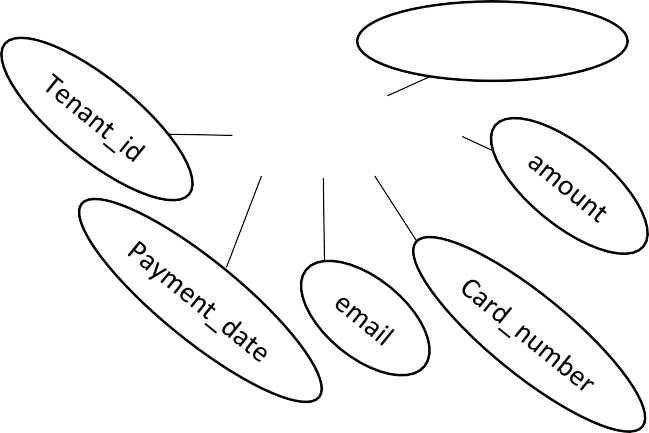 Tenant_id
amount
Payment_date
email
Card_number